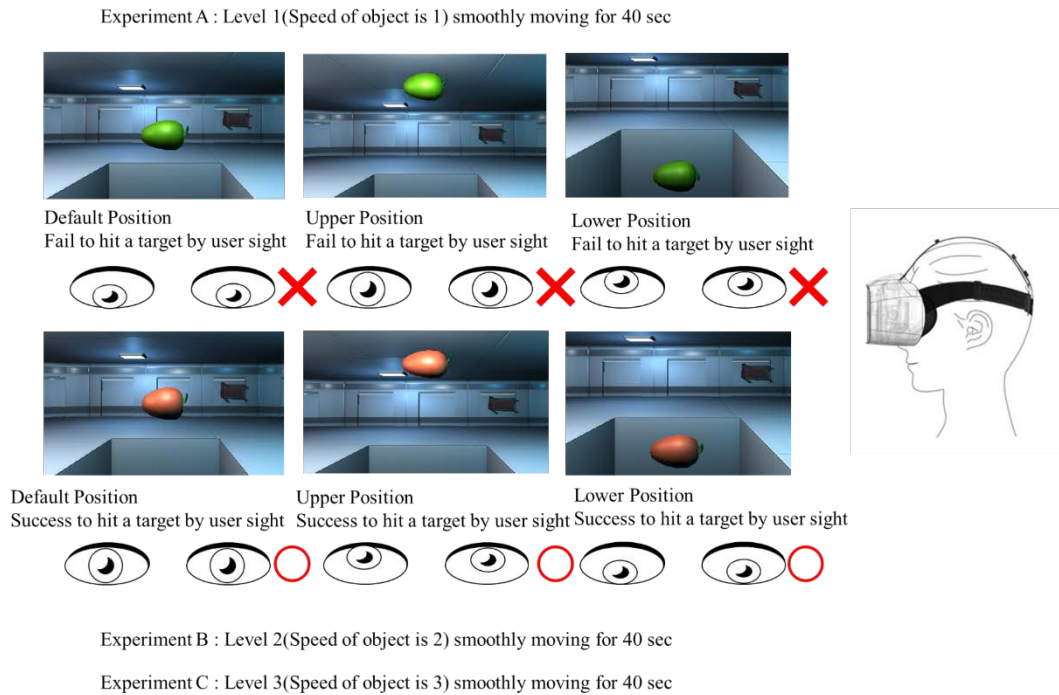 Experiment A : Level 1(Speed of object is 1) smoothly moving for 40 sec
Default Position
Fail to hit a target by user sight
Upper Position
Fail to hit a target by user sight
Lower Position
Fail to hit a target by user sight
Default Position
Success to hit a target by user sight
Upper Position
Success to hit a target by user sight
Lower Position
Success to hit a target by user sight
Experiment B : Level 2(Speed of object is 2) smoothly moving for 40 sec
Experiment C : Level 3(Speed of object is 3) smoothly moving for 40 sec